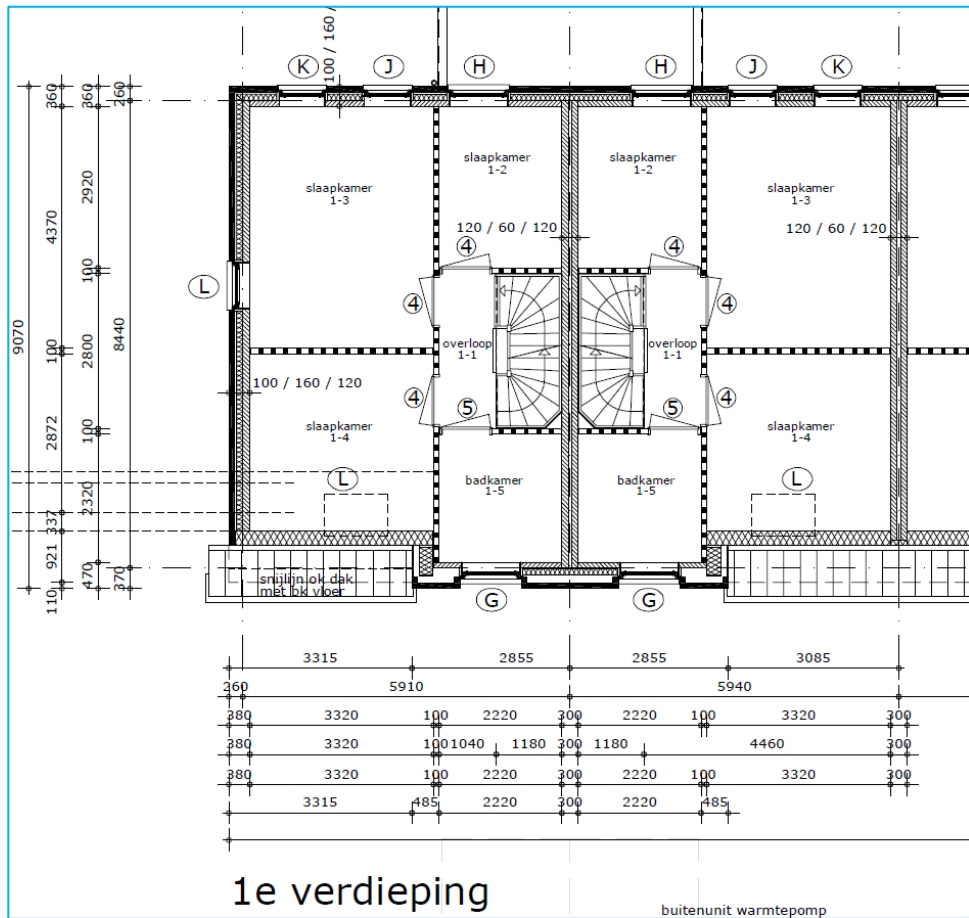 100 / 160 /
K J H H J K
360
360
260
slaapkamer
1-3
slaapkamer
1-2
slaapkamer
1-2
slaapkamer
1-3
2920
4370
120 / 60 / 120
120 / 60 / 120
4 4
100
L
4 4
9070
100
2800
8440
overloop
1-1
overloop
1-1
100 / 160 / 120
4 5 5 4
2872
100
slaapkamer
1-4
slaapkamer
1-4
badkamer
1-5
badkamer
1-5
L L
2320
337
921
470
370
110
snijlijn ok dak
met bk vloer
G G
3315 2855 2855 3085
260 5910 5940
380 3320 100 2220 300 2220 100 3320 300
380 3320 100 1040 1180 300 1180 4460 300
380 3320 100 2220 300 2220 100 3320 300
3315 485 2220 300 2220 485
1e verdieping
buitenunit warmtepomp